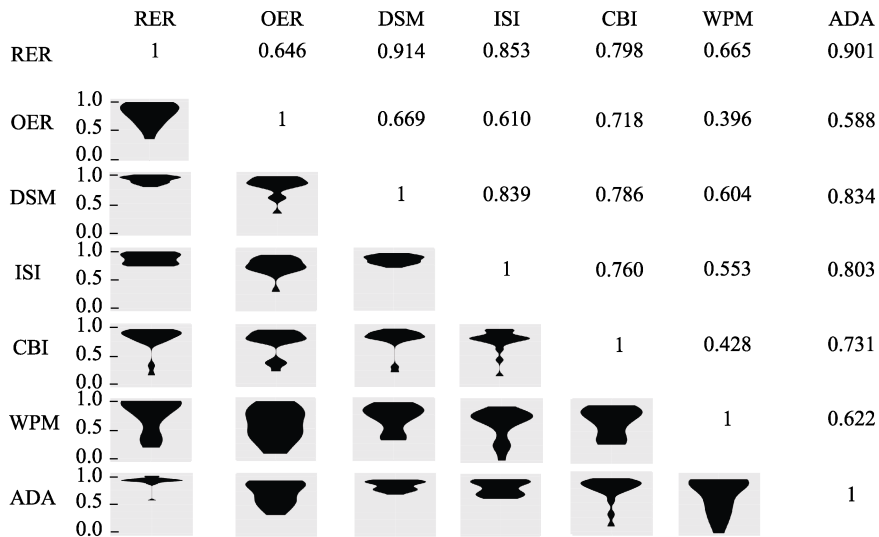 RER OER DSM ISI CBI WPM ADA
RER 1 0.646 0.914 0.853 0.798 0.665 0.901
1.0
OER 0.5 1 0.669 0.610 0.718 0.396 0.588
0.0
1.0
DSM 0.5 1 0.839 0.786 0.604 0.834
0.0
1.0
ISI 0.5 1 0.760 0.553 0.803
0.0
1.0
CBI 0.5 1 0.428 0.731
0.0
1.0
WPM 0.5 1 0.622
0.0
1.0
ADA 0.5 1
0.0